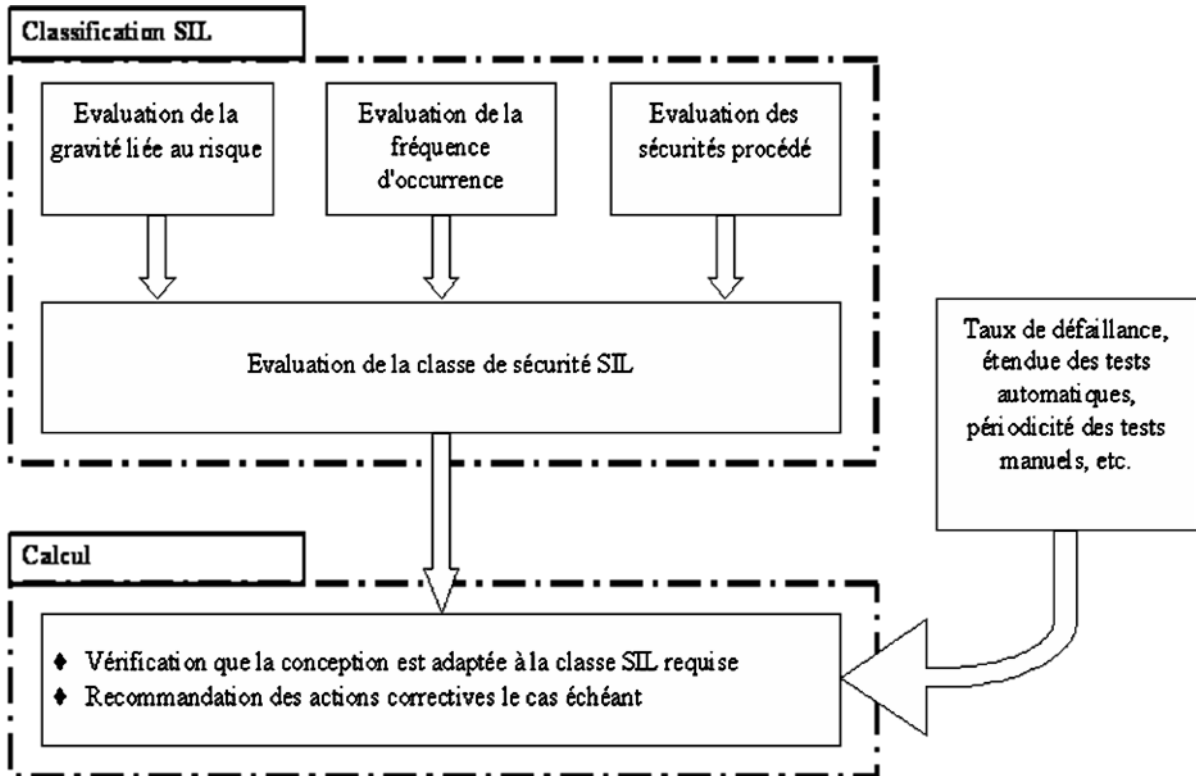 Classification SIL
Evaluation de la
gravité liée au risque
Evaluation de la
fréquence
d'occurrence
Evaluation des
sécurités procédé
Evaluation de la classe de sécurité SIL
Taux de défaillance,
étendue des tests
automatiques,
périodicité des tests
manuels, etc.
Calcul
♦ Vérification que la conception est adaptée à la classe SIL requise
♦ Recommandation des actions correctives le cas échéant